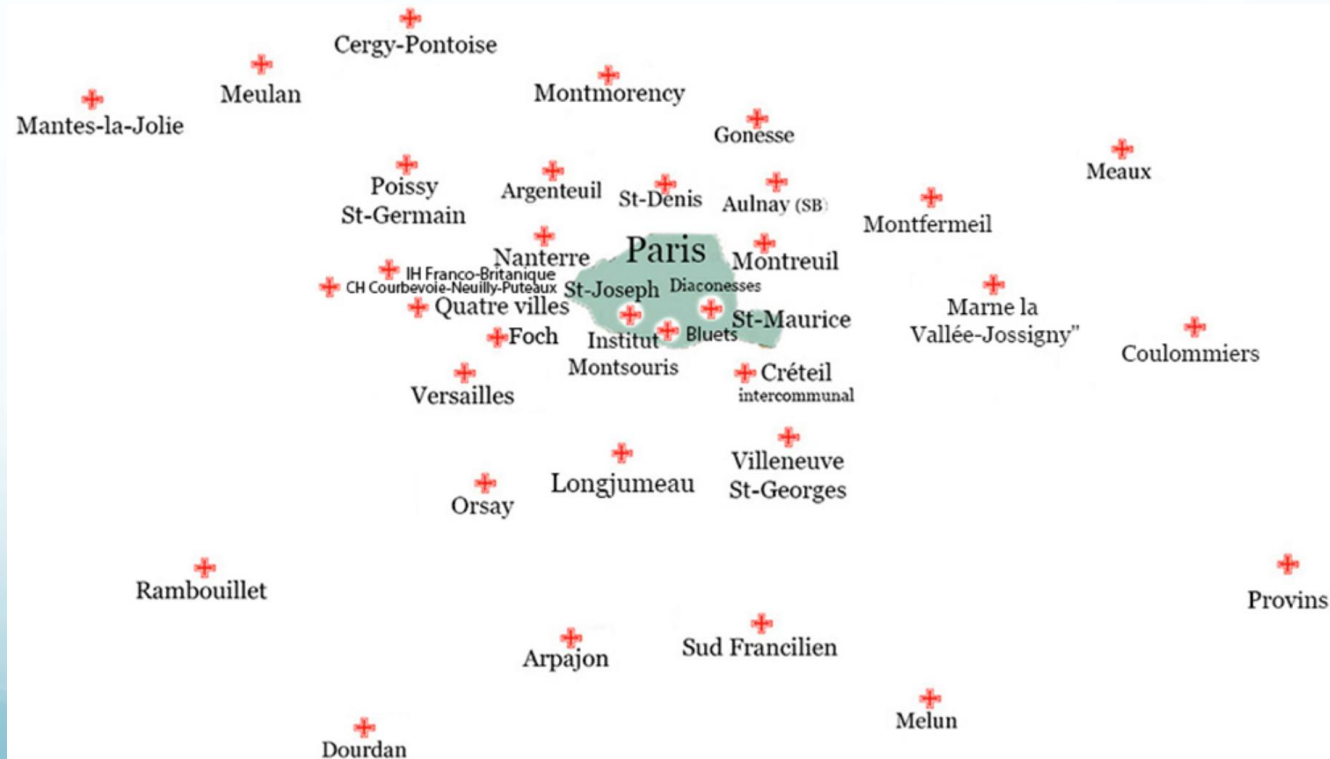 Cergy-Pontoise
Meulan
Montmorency
Mantes-la-Jolie
Gonesse
Meaux
Poissy
St-Germain
Argenteuil
St-Denis
Aulnay (SB)
Montfermeil
Nanterre
Paris
Montreuil
IH Franco-Britanique
CH Courbevoie-Neuilly-Puteaux
St-Joseph
Diaconesses
Quatre villes
St-Maurice
Marne la
Vallée-Jossigny"
Foch
Institut
Montsouris
Bluets
Coulommiers
Versailles
Créteil
intercommunal
Longjumeau
Villeneuve
St-Georges
Orsay
Rambouillet
Provins
Arpajon
Sud Francilien
Melun
Dourdan